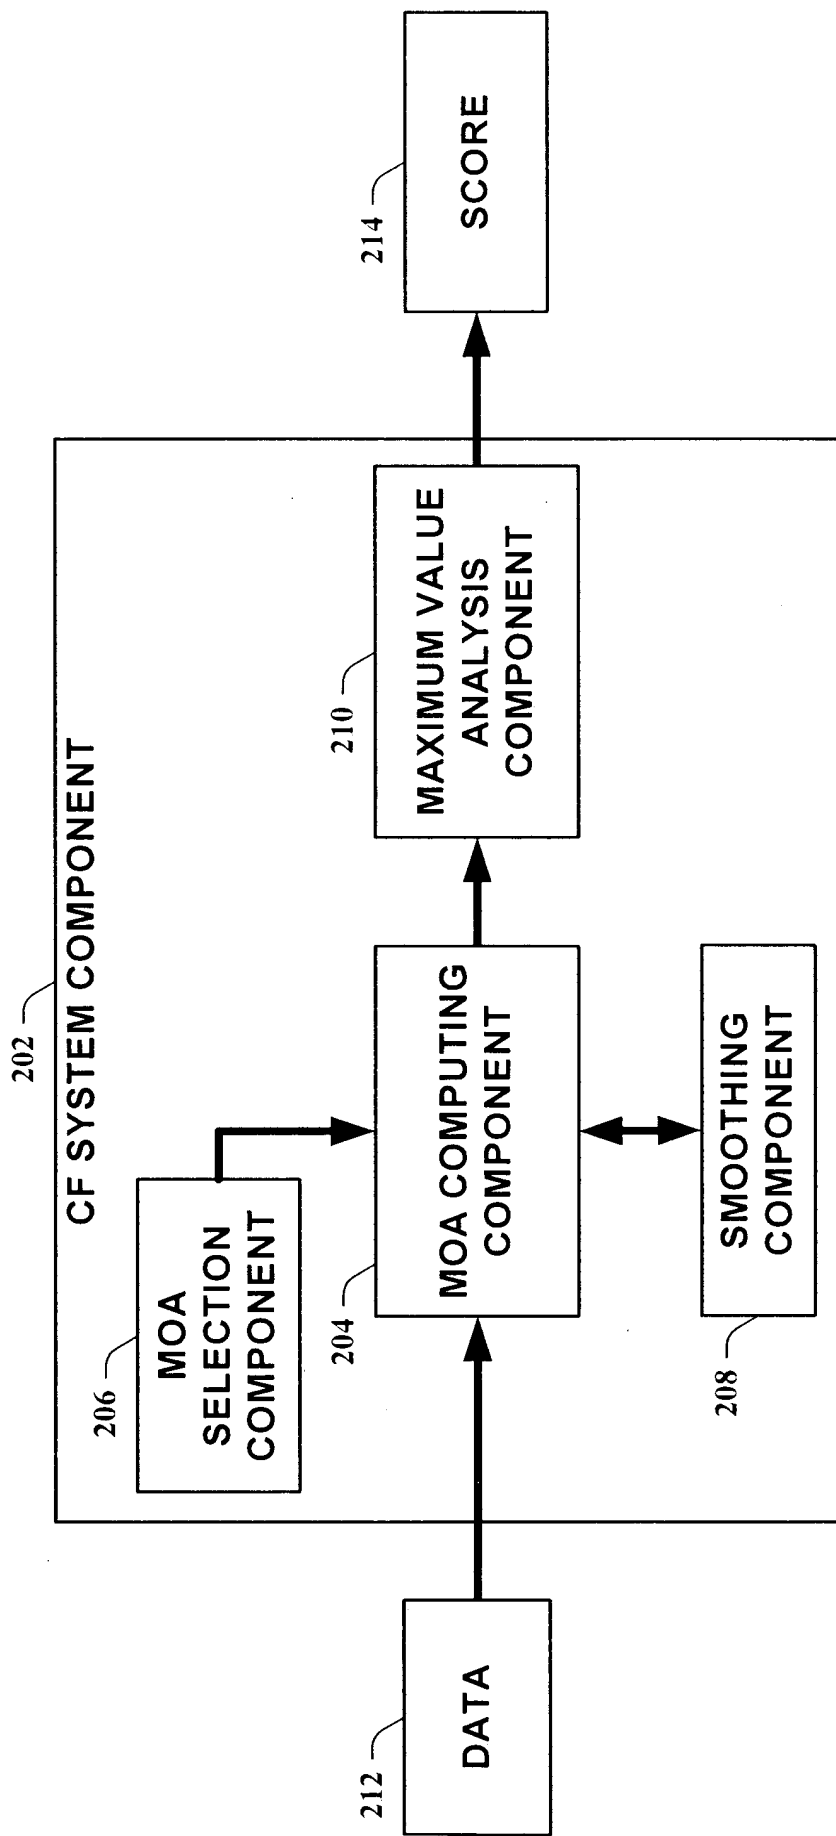 202
CF SYSTEM COMPONENT
206
MOA
SELECTION
COMPONENT
212
DATA
204
MOA COMPUTING
COMPONENT
210
MAXIMUM VALUE
ANALYSIS
COMPONENT
214
SCORE
208
SMOOTHING
COMPONENT